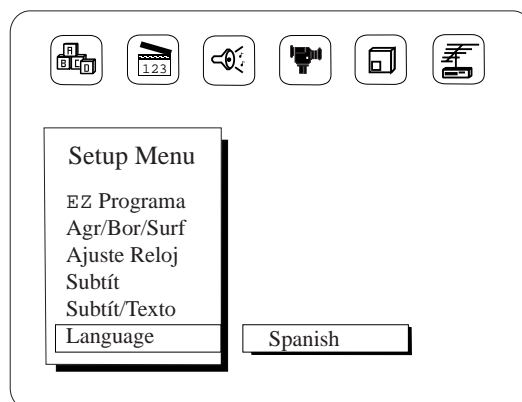 A
B C D
123
Setup Menu
EZ Programa
Agr/Bor/Surf
Ajuste Reloj
Subtít
Subtít/Texto
Language
Spanish